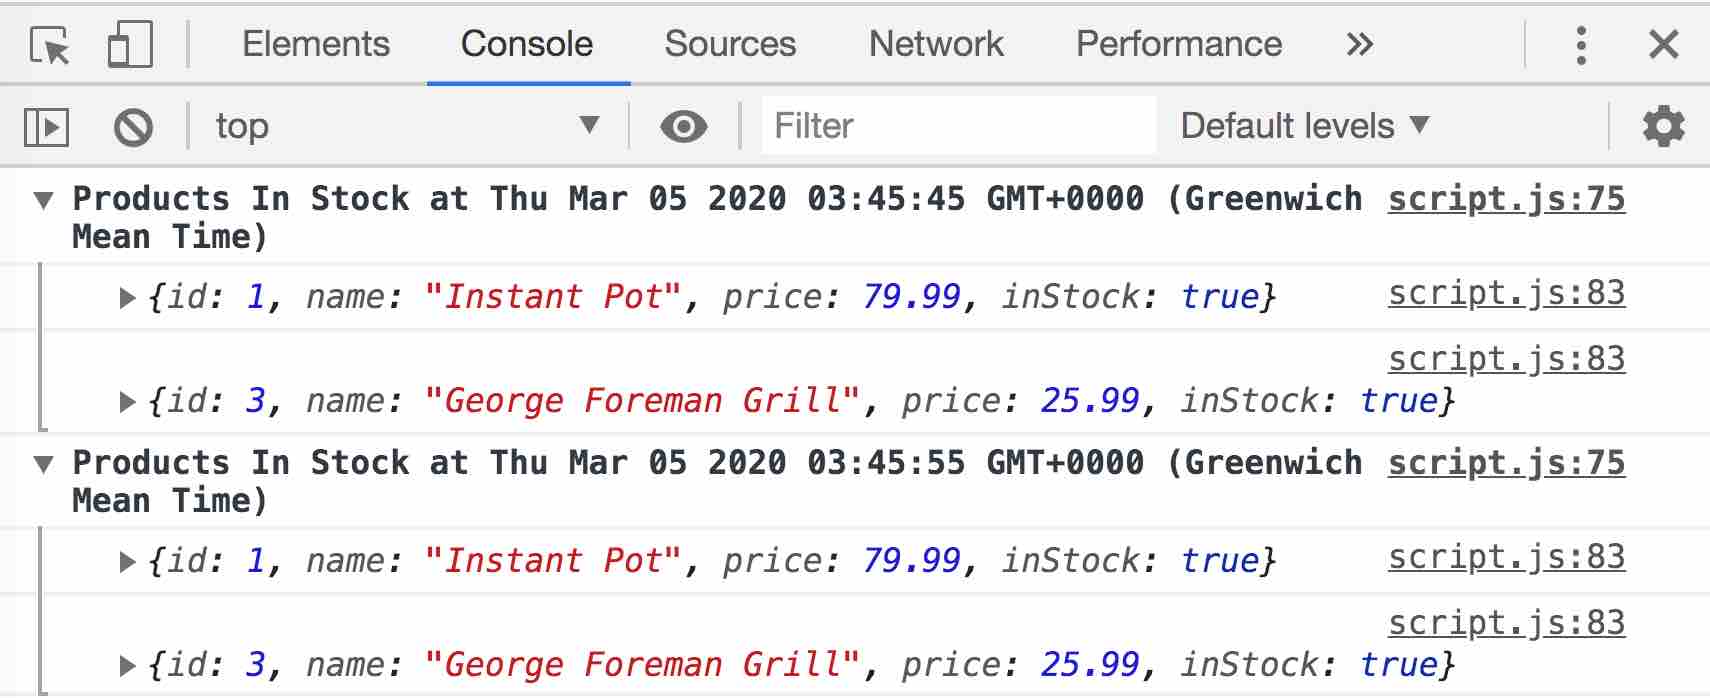 Elements Console Sources Network Performance »
top ▼ Filter Default levels ▼
▼ Products In Stock at Thu Mar 05 2020 03:45:45 GMT+0000 (Greenwich script.js:75
Mean Time)
▶ {id: 1, name: "Instant Pot", price: 79.99, inStock: true} script.js:83
script.js:83
▶ {id: 3, name: "George Foreman Grill", price: 25.99, inStock: true}
▼ Products In Stock at Thu Mar 05 2020 03:45:55 GMT+0000 (Greenwich script.js:75
Mean Time)
▶ {id: 1, name: "Instant Pot", price: 79.99, inStock: true} script.js:83
script.js:83
▶ {id: 3, name: "George Foreman Grill", price: 25.99, inStock: true}